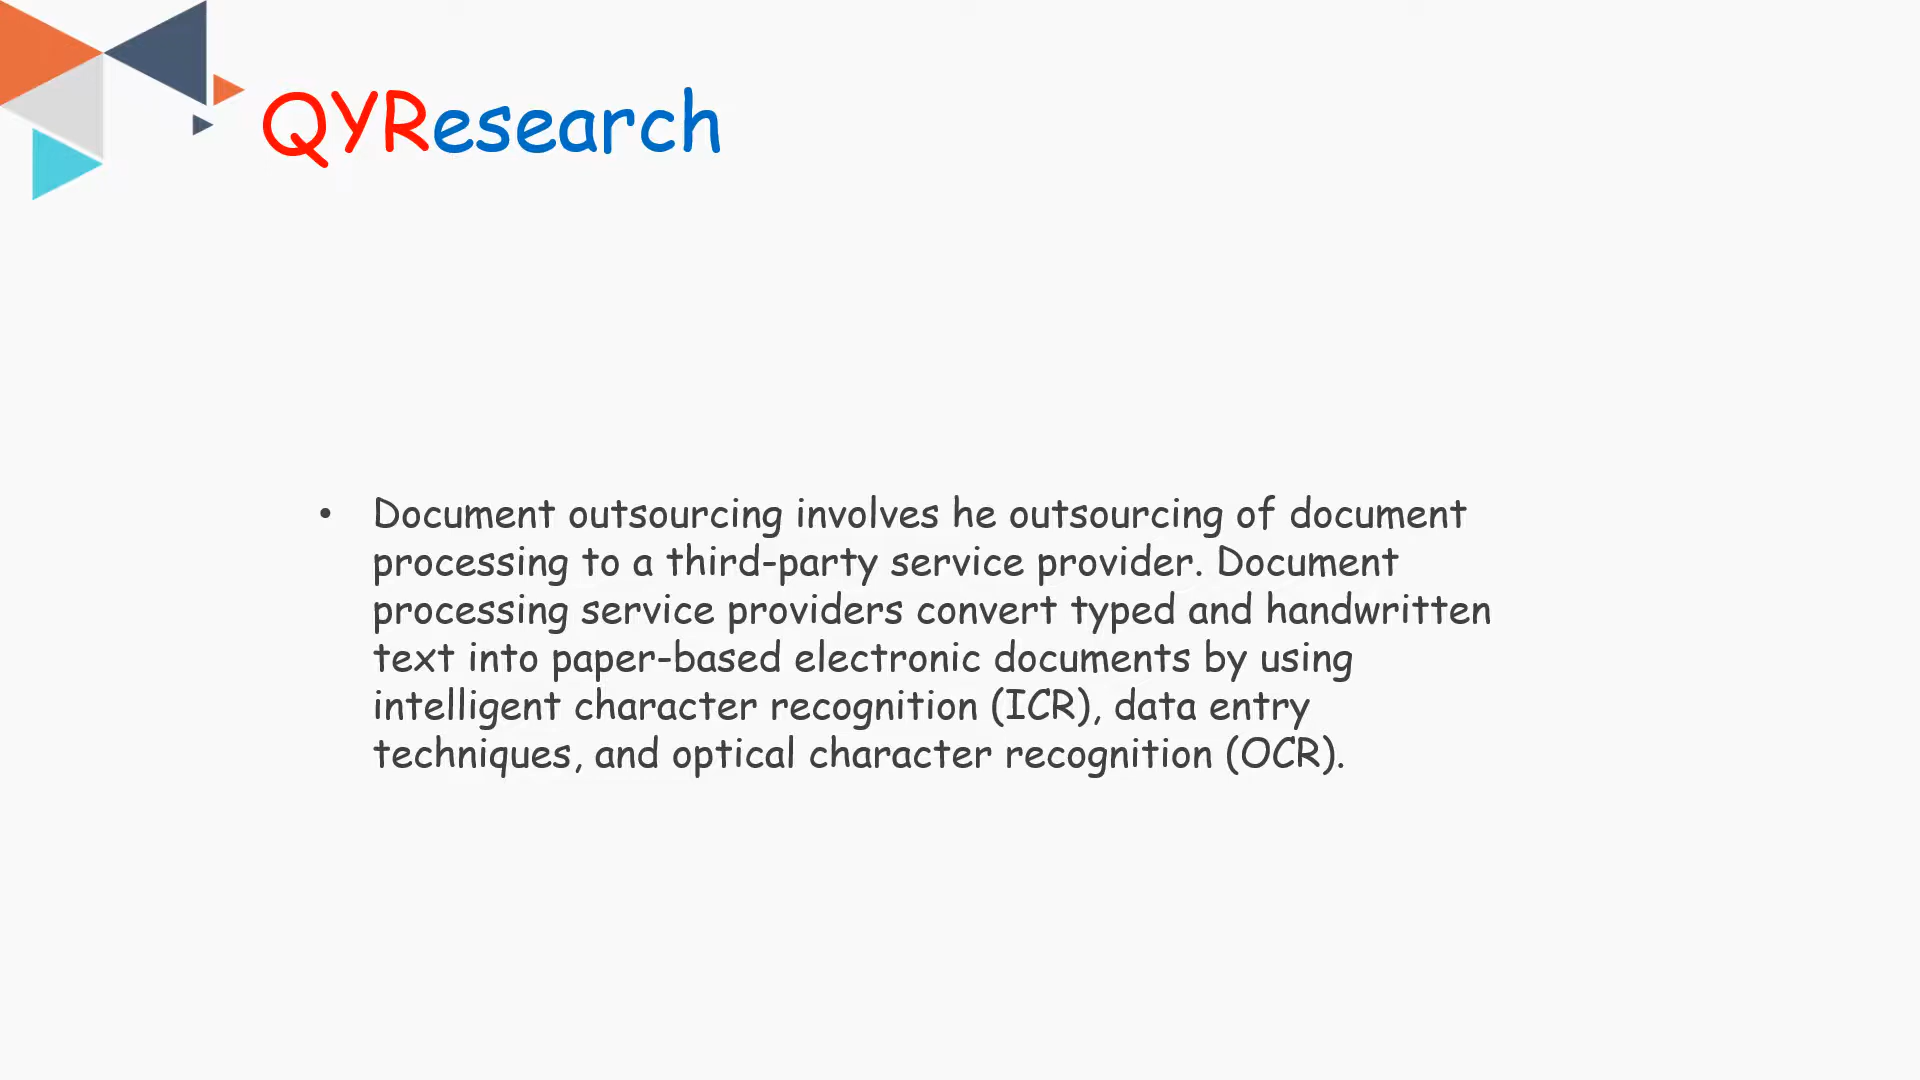 QYResearch
• Document outsourcing involves he outsourcing of document
processing to a third-party service provider. Document
processing service providers convert typed and handwritten
text into paper-based electronic documents by using
intelligent character recognition (ICR), data entry
techniques, and optical character recognition (OCR).